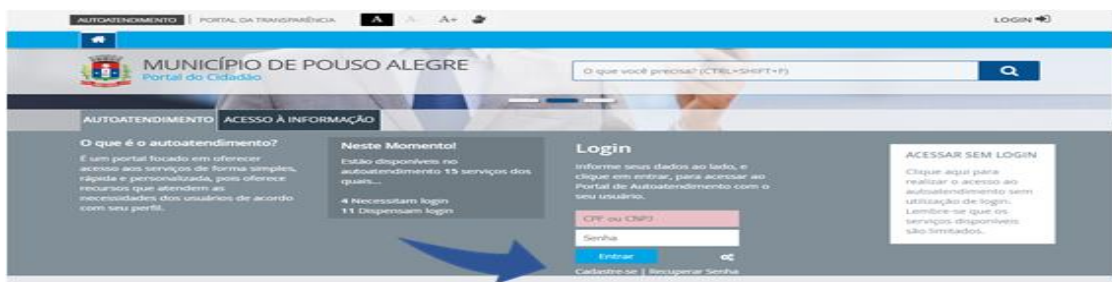 AUTOATENDIMENTO | PORTAL DA TRANSPARÊNCIA A A- A+ LOGIN
MUNICÍPIO DE POUSO ALEGRE
Portal do Cidadão
O que você precisa? (CTRL+SHIFT+P)
AUTOATENDIMENTO ACESSO À INFORMAÇÃO
O que é o autoatendimento?
É um portal focado em oferecer
acesso aos serviços de forma simples,
rápida e personalizada, pois oferece
recursos que atendem as
necessidades dos usuários de acordo
com seu perfil.
Neste Momento!
Estão disponíveis no
autoatendimento 15 serviços dos
quais...
4 Necessitam login
11 Dispensam login
Login
Informe seus dados ao lado, e
clique em entrar, para acessar ao
Portal de Autoatendimento com o
seu usuário.
CPF ou CNPJ
Senha
Entrar
Cadastre-se | Recuperar Senha
ACESSAR SEM LOGIN
Clique aqui para
realizar o acesso ao
autoatendimento sem
utilização de login.
Lembre-se que os
serviços disponíveis
são limitados.